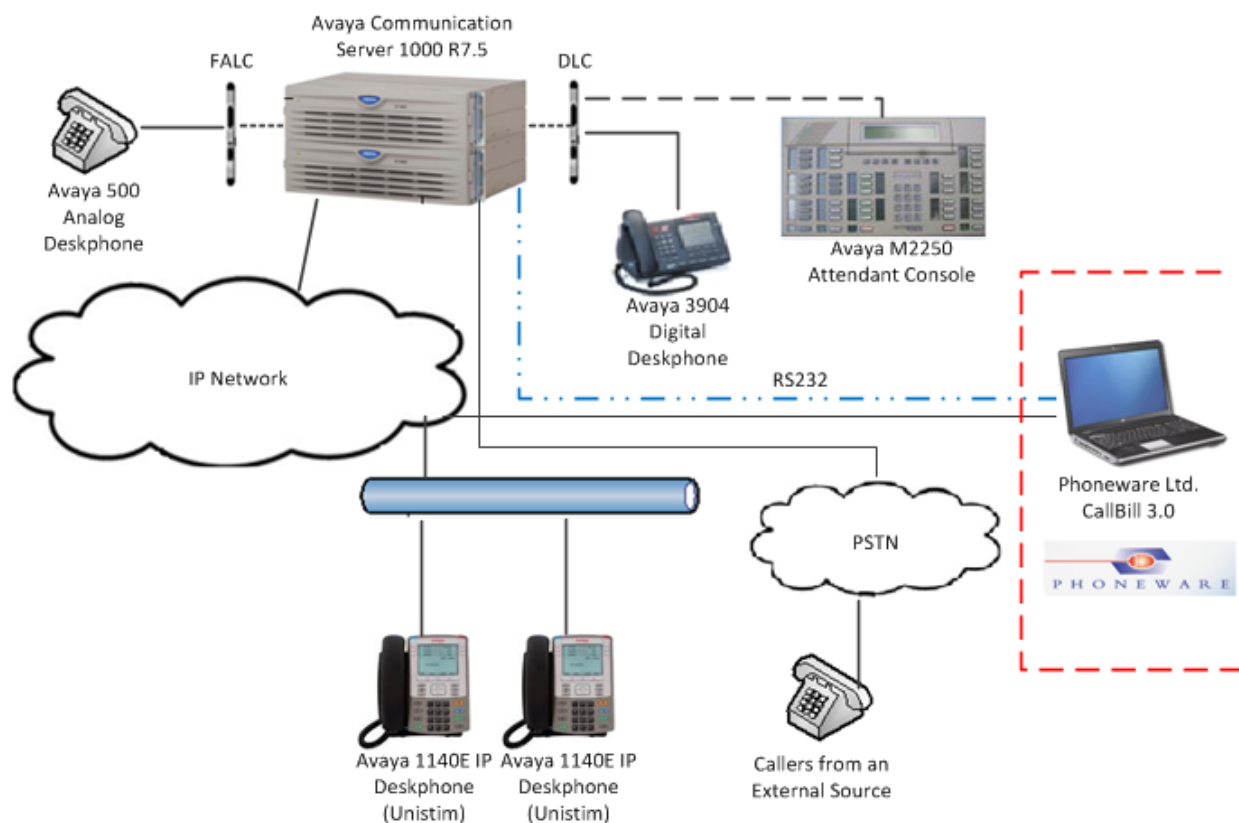 Avaya Communication
Server 1000 R7.5
FALC
DLC
Avaya 500
Analog
Deskphone
Avaya M2250
Attendant Console
Avaya 3904
Digital
Deskphone
IP Network
RS232
Phoneware Ltd.
CallBill 3.0
PHONEWARE
PSTN
Avaya 1140E IP
Deskphone
(Unistim)
Avaya 1140E IP
Deskphone
(Unistim)
Callers from an
External Source